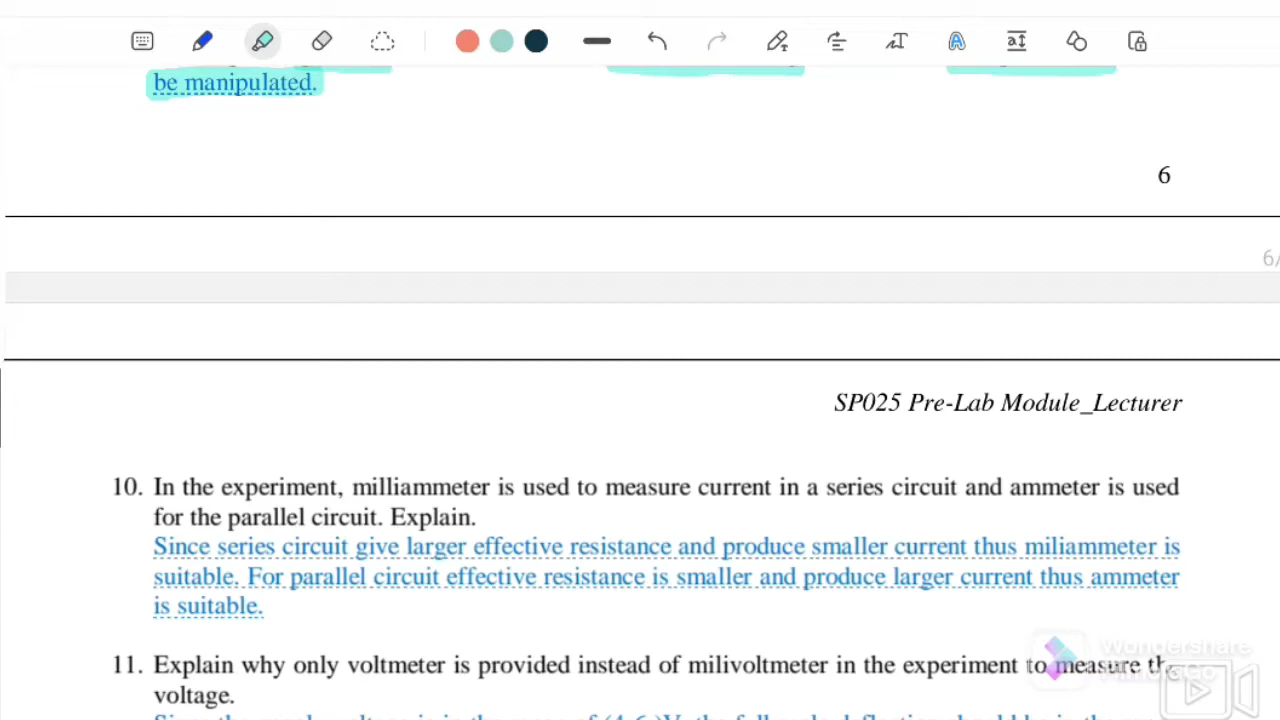 be manipulated.
6
6/
SP025 Pre-Lab Module_Lecturer
10. In the experiment, milliammeter is used to measure current in a series circuit and ammeter is used
for the parallel circuit. Explain.
Since series circuit give larger effective resistance and produce smaller current thus miliammeter is
suitable. For parallel circuit effective resistance is smaller and produce larger current thus ammeter
is suitable.
11. Explain why only voltmeter is provided instead of milivoltmeter in the experiment to measure the
voltage.
Wondershare